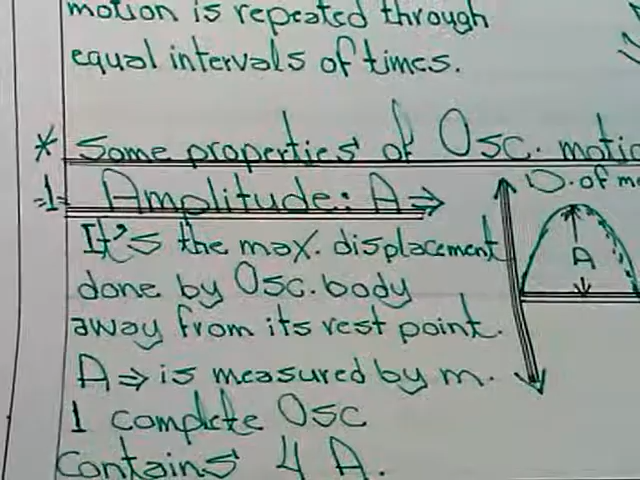 motion is repeated through
equal intervals of times.
* Some properties of Osc. motio
-1- Amplitude: A ⇒
D. of m
It's the max. displacement
A
done by Osc. body
away from its rest point.
A ⇒ is measured by m.
1 complete Osc
Contains 4 A.